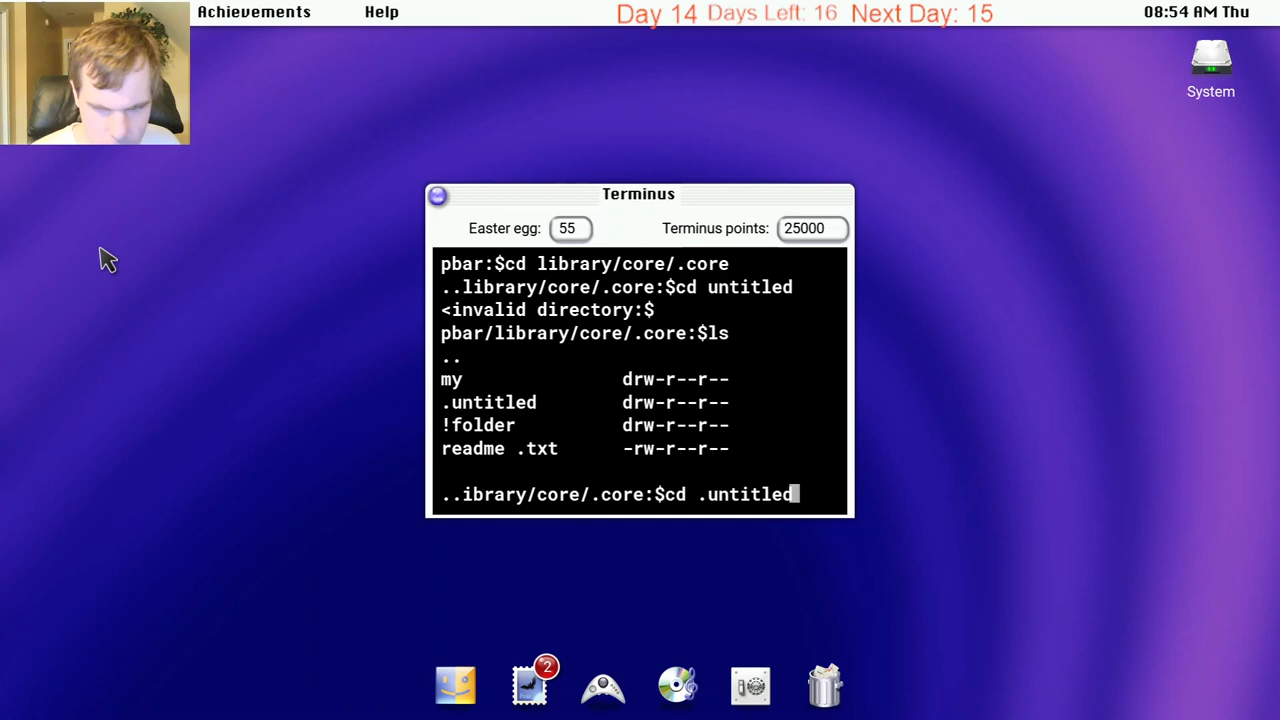 Achievements Help Day 14 Days Left: 16 Next Day: 15 08:54 AM Thu
System
Terminus
Easter egg: 55 Terminus points: 25000
pbar:$cd library/core/.core
..library/core/.core:$cd untitled
<invalid directory:$
pbar/library/core/.core:$ls
..
my drw-r--r--
.untitled drw-r--r--
!folder drw-r--r--
readme .txt -rw-r--r--
..ibrary/core/.core:$cd .untitled
2